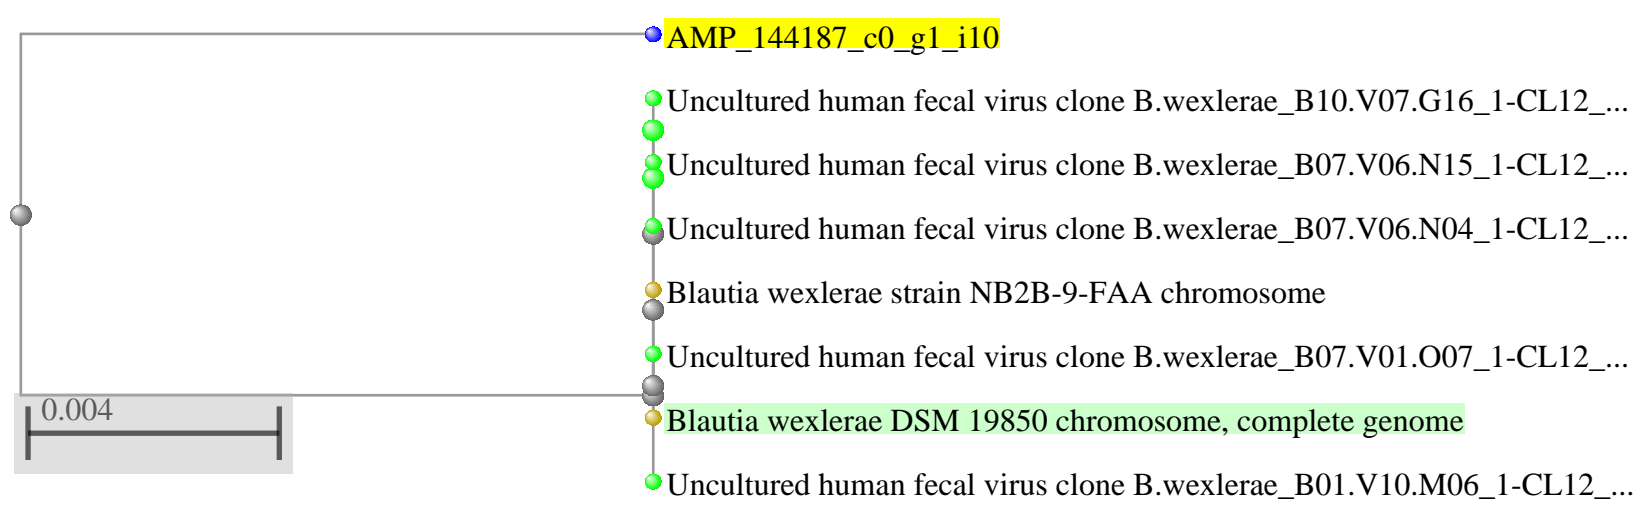 AMP_144187_c0_g1_i10
Uncultured human fecal virus clone B.wexlerae_B10.V07.G16_1-CL12_...
Uncultured human fecal virus clone B.wexlerae_B07.V06.N15_1-CL12_...
Uncultured human fecal virus clone B.wexlerae_B07.V06.N04_1-CL12_...
Blautia wexlerae strain NB2B-9-FAA chromosome
Uncultured human fecal virus clone B.wexlerae_B07.V01.O07_1-CL12_...
0.004
Blautia wexlerae DSM 19850 chromosome, complete genome
Uncultured human fecal virus clone B.wexlerae_B01.V10.M06_1-CL12_...